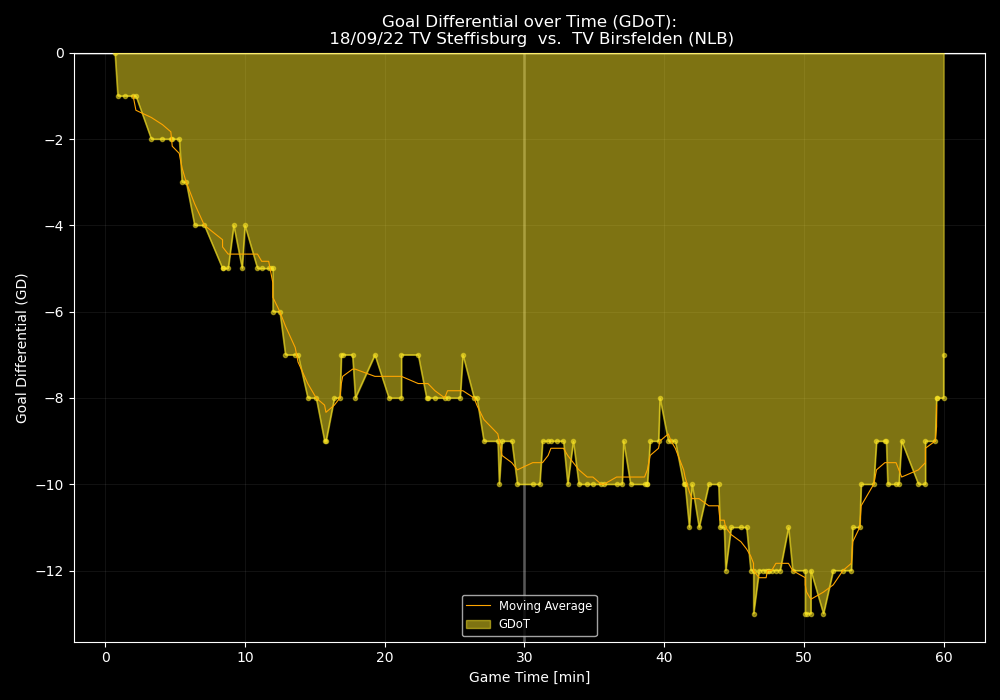 Goal Differential over Time (GDoT):
18/09/22 TV Steffisburg  vs.  TV Birsfelden (NLB)
0
−2
−4
−6
−8
−10
−12
Goal Differential (GD)
Moving Average
GDoT
0 10 20 30 40 50 60
Game Time [min]